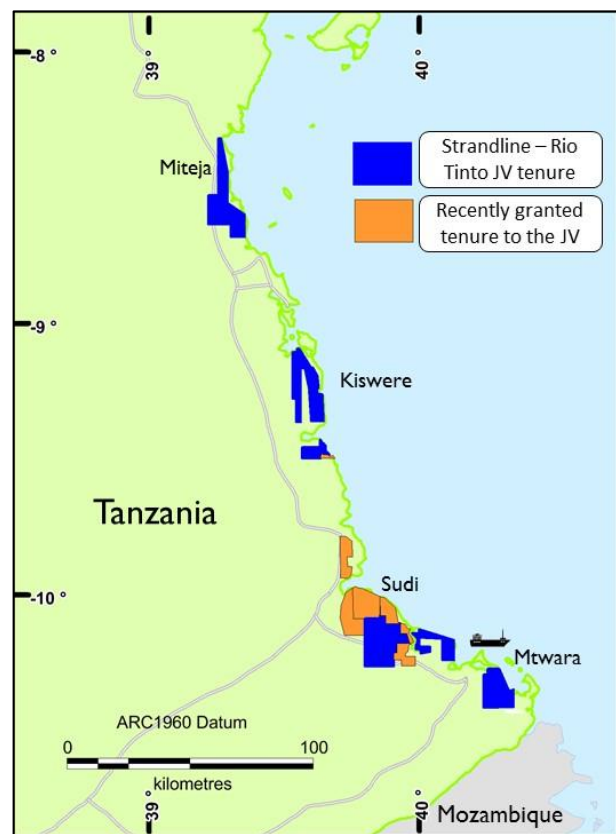 -8 °
39 °
40 °
Strandline – Rio
Tinto JV tenure
Miteja
Recently granted
tenure to the JV
-9 °
Kiswere
Tanzania
Sudi
-10 °
Mtwara
ARC1960 Datum
0 100
kilometres
39 °
40 °
Mozambique